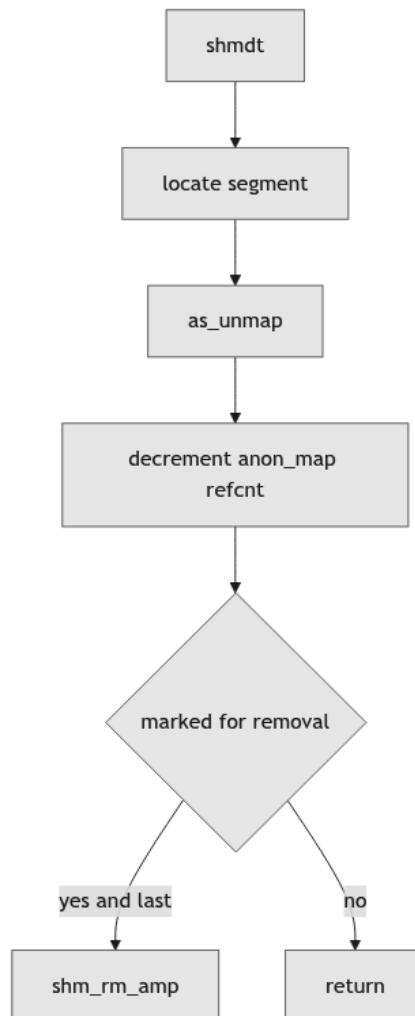 shmdt
locate segment
as_unmap
decrement anon_map
refcnt
marked for removal
yes and last
no
shm_rm_amp
return